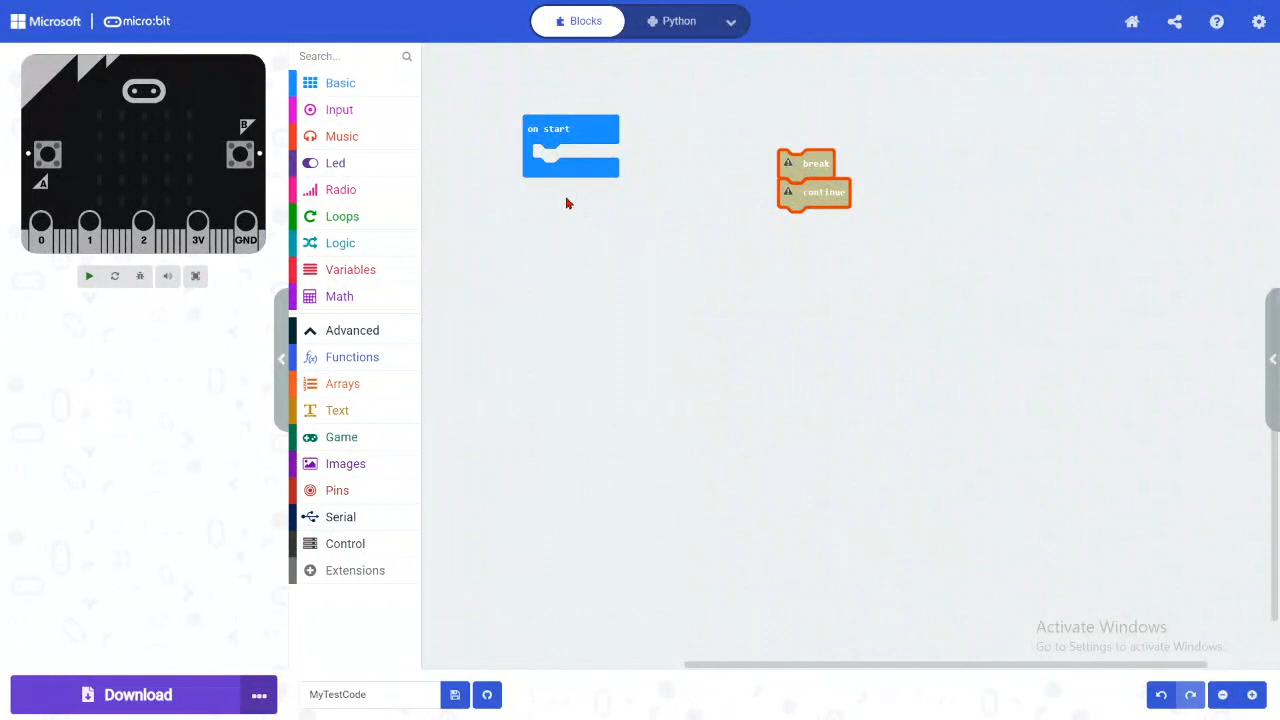 Microsoft micro:bit Blocks Python
Search...
B
A
0 1 2 3V GND
Basic
Input
Music
Led
Radio
Loops
Logic
Variables
Math
Advanced
Functions
Arrays
Text
Game
Images
Pins
Serial
Control
Extensions
on start
break
continue
Activate Windows
Go to Settings to activate Windows.
Download
MyTestCode